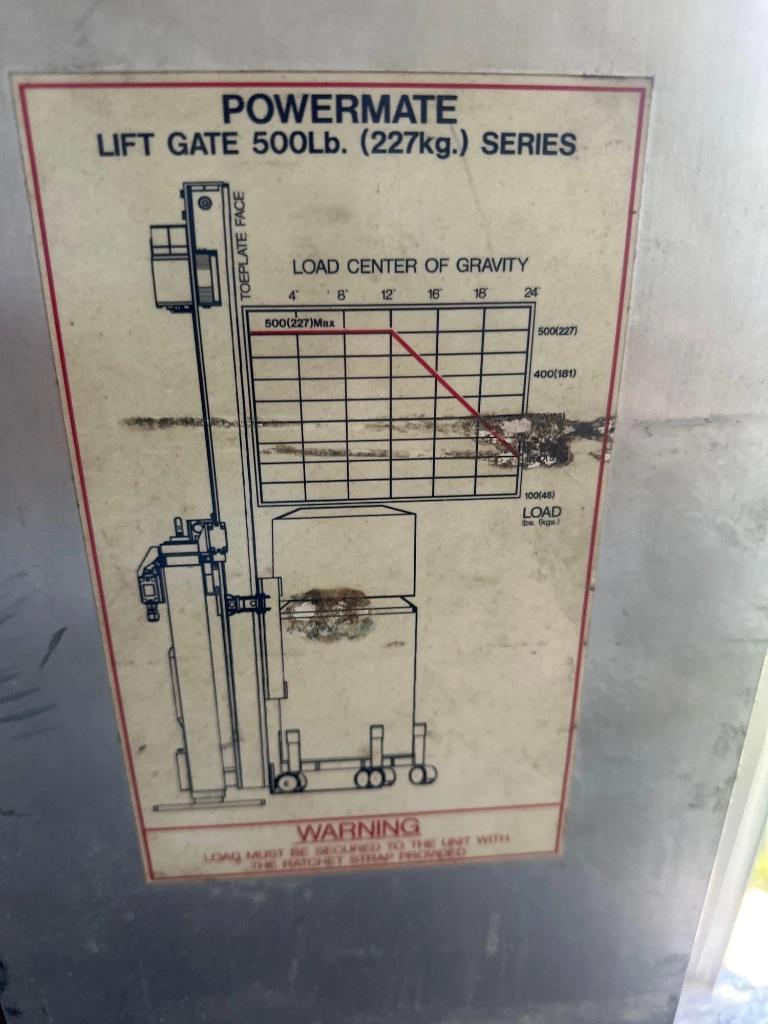 POWERMATE
LIFT GATE 500Lb. (227kg.) SERIES
TOEPLATE FACE
LOAD CENTER OF GRAVITY
4" 8" 12" 16" 18" 24"
500(227)Max
500(227)
400(181)
100(45)
LOAD
lbs. (kgs.)
WARNING
LOAD MUST BE SECURED TO THE UNIT WITH
THE RATCHET STRAP PROVIDED